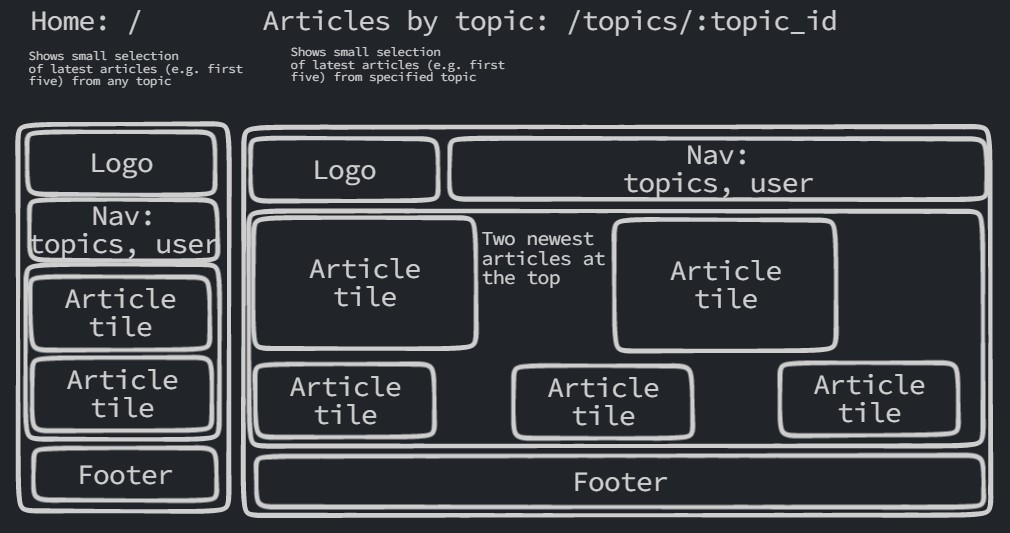 Home: /
Shows small selection
of latest articles (e.g. first
five) from any topic
Logo
Nav:
topics, user
Article
tile
Article
tile
Footer
Articles by topic: /topics/:topic_id
Shows small selection
of latest articles (e.g. first
five) from specified topic
Logo
Nav:
topics, user
Article
tile
Two newest
articles at
the top
Article
tile
Article
tile
Article
tile
Article
tile
Footer